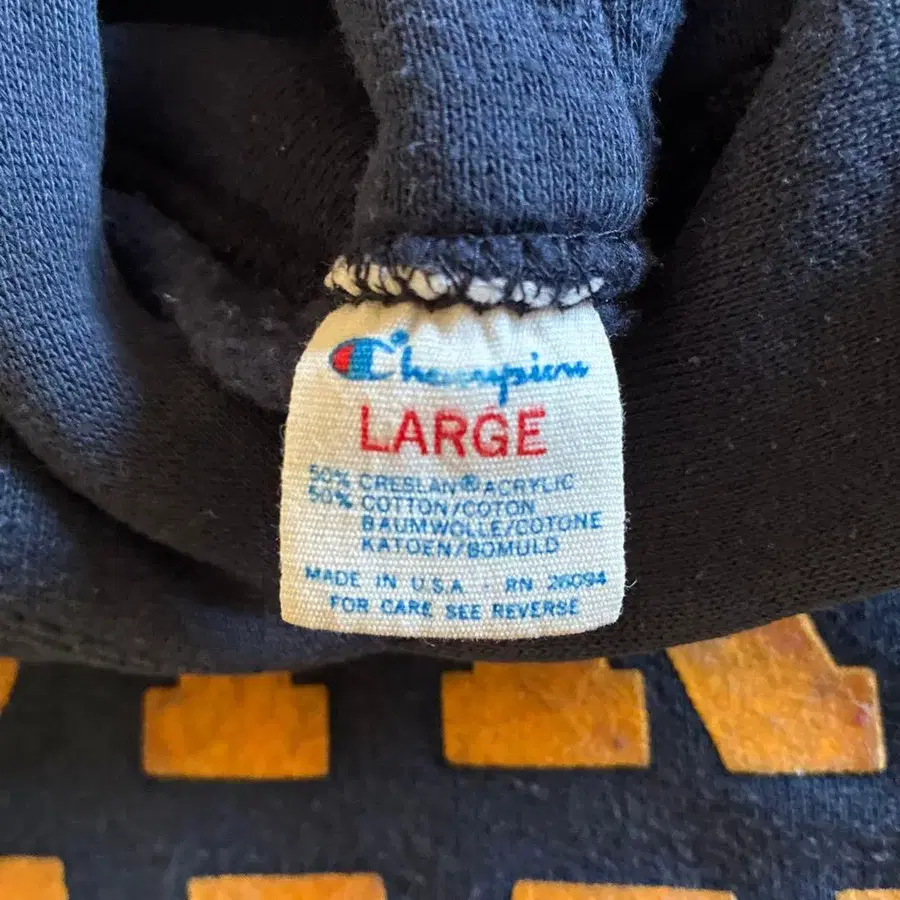 Champion
LARGE
50% CRESLAN® ACRYLIC
50% COTTON/COTON
BAUMWOLLE/COTONE
KATOEN/BOMULD
MADE IN U.S.A - RN 26094
FOR CARE SEE REVERSE